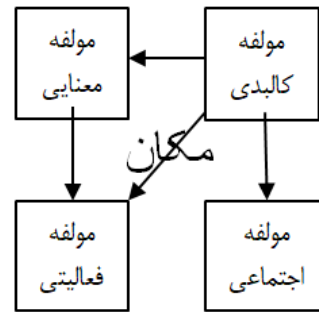 مولفه
کالبدی
مولفه
معنایی
مکان
مولفه
اجتماعی
مولفه
فعالیتی